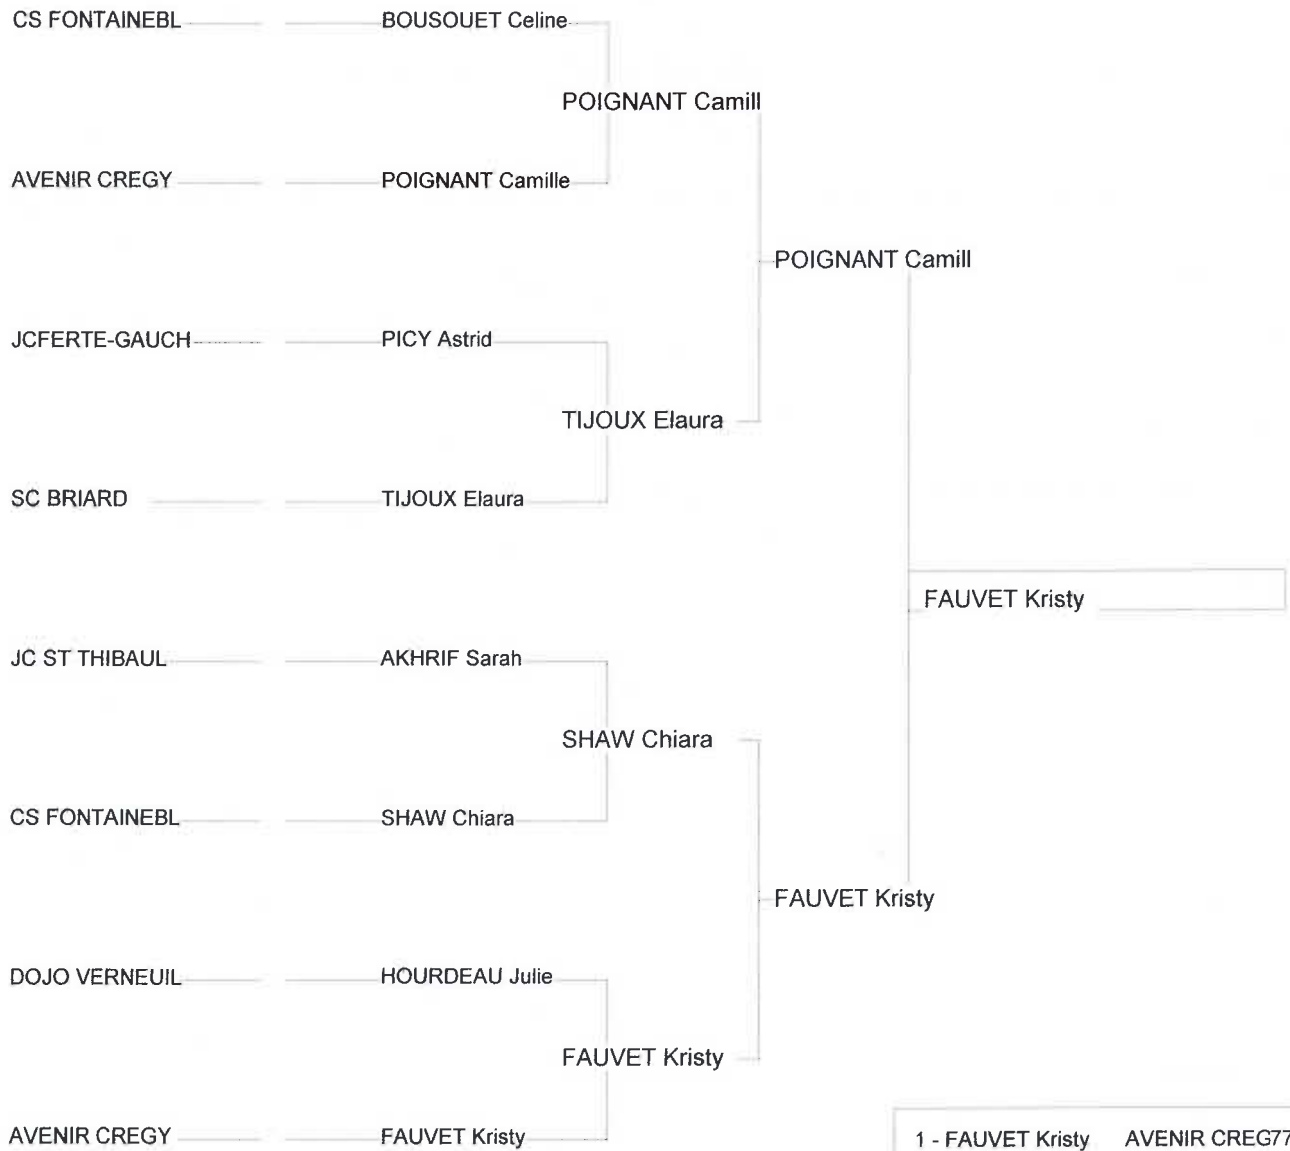 CS FONTAINEBL BOUSOUET Celine
POIGNANT Camill
AVENIR CREGY POIGNANT Camille
POIGNANT Camill
JCFERTE-GAUCH PICY Astrid
TIJOUX Elaura
SC BRIARD TIJOUX Elaura
FAUVET Kristy
JC ST THIBAUL AKHRIF Sarah
SHAW Chiara
CS FONTAINEBL SHAW Chiara
FAUVET Kristy
DOJO VERNEUIL HOURDEAU Julie
FAUVET Kristy
AVENIR CREGY FAUVET Kristy
1 - FAUVET Kristy AVENIR CREG77